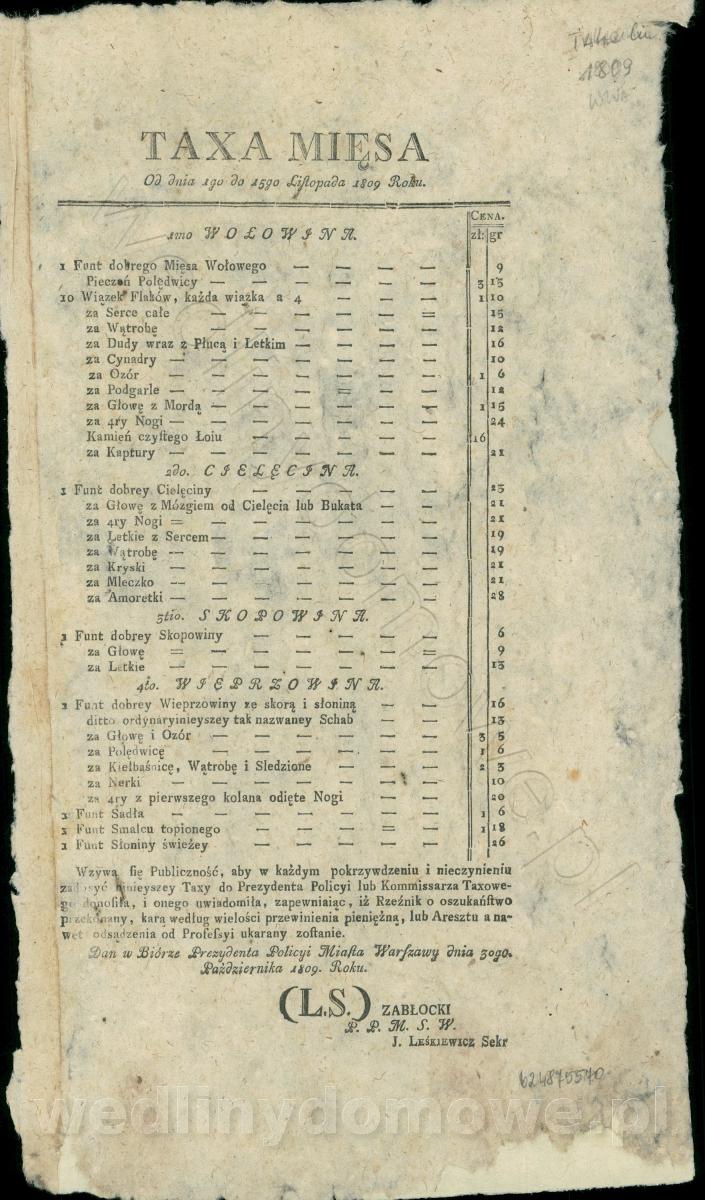 1809
TAXA MIĘSA
Od dnia 1go do 15go Liſtopada 1809 Roku.
CENA.
zł: gr
1mo WOŁOWINA.
1 Funt dobrego Mięsa Wołowego — — — — 9
Pieczeń Polędwicy — — — — — — 3 15
10 Wiązek Flaków, każda wiązka a 4 — — — 1 10
za Serce całe — — — — — = 15
za Wątrobę — — — — — — 12
za Dudy wraz z Płucą i Letkim — — — — 16
za Cynadry — — — — — — — 10
za Ozór — — — — — — — 1 6
za Podgarle — — — — = — — 12
za Głowę z Mordą — — — — — — 1 15
za 4ry Nogi — — — — — — — 24
Kamień czyſtego Łoiu — — — — — 16
za Kaptury — — — — — — — 21
2do. CIELĘCINA.
1 Funt dobrey Cielęciny — — — — — 23
za Głowę z Mózgiem od Cielęcia lub Bukata — — 21
za 4ry Nogi = — — — — — — 21
za Letkie z Sercem — — — — — — 19
za Wątrobę — — — — — — — 19
za Kryski — — — — — — — 21
za Mleczko — — — — — — — 21
za Amoretki — — — — — — — 28
3tio. SKOPOWINA.
1 Funt dobrey Skopowiny — — — — — 6
za Głowę = — — — — — = 9
za Letkie — — — — — — — 13
4to. WIĘPRZOWINA.
1 Funt dobrey Wieprzowiny ze skorą i słoniną — — 16
ditto ordynaryinieyszey tak nazwaney Schab — — 13
za Głowę i Ozór — — — — — — 3 5
za Polędwicę — — — — — — 1 6
za Kiełbaśnicę, Wątrobę i Sledzione — — — 2 3
za Nerki — — — — — — — 10
za 4ry z pierwszego kolana odięte Nogi — — — 20
1 Funt Sadła — — — — — — — 1 6
1 Funt Smalcu topionego — — — = — 1 18
1 Funt Słoniny świeżey — — — — — 26
Wzywa ſię Publiczność, aby w każdym pokrzywdzeniu i nieczynieniu
zadosyć ninieyszey Taxy do Prezydenta Policyi lub Kommissarza Taxowe-
go donoſiła, i onego uwiadomiła, zapewniaiąc, iż Rzeźnik o oszukańſtwo
przekonany, karą według wielości przewinienia pieniężną, lub Aresztu a na-
wet odsądzenia od Profeſsyi ukarany zoſtanie.
Dan w Biórze Prezydenta Policyi Miaſta Warſzawy dnia 30go.
Października 1809. Roku.
(L.S.) ZABŁOCKI
P. P. M. S. W.
J. LEŚKIEWICZ Sekr
624875570
wedlinydomowe.pl